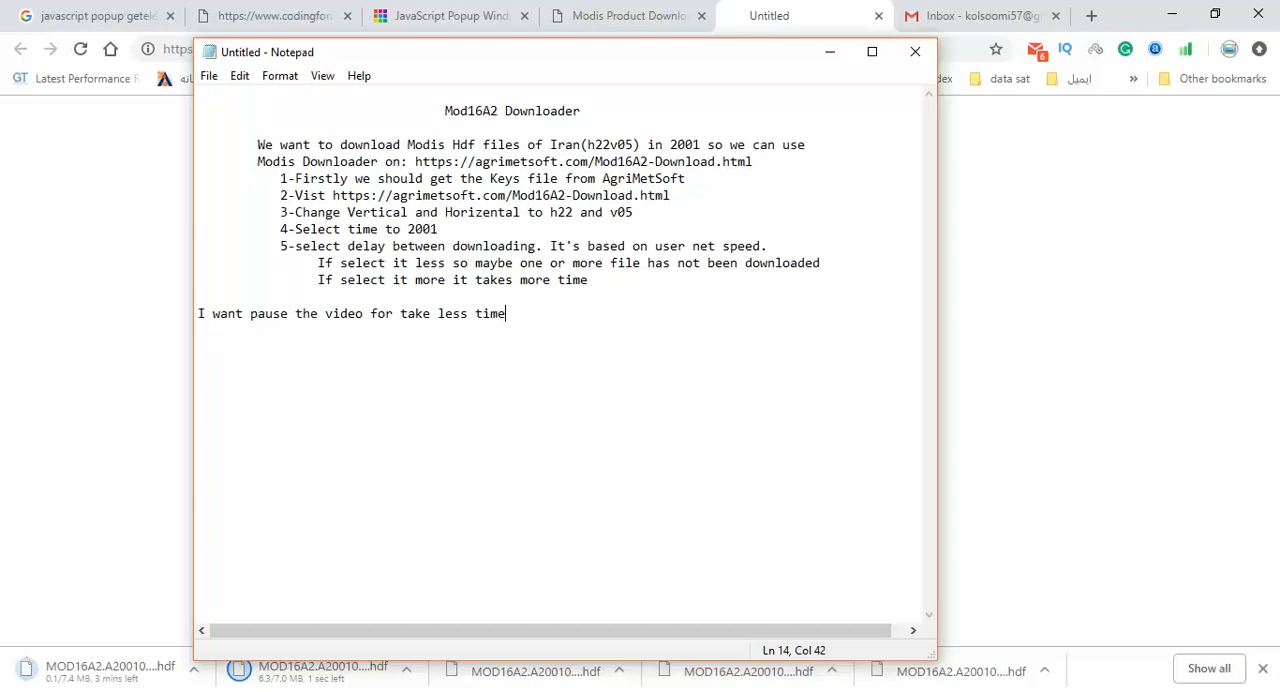 javascript popup getele
https://www.codingfor
JavaScript Popup Wind
Modis Product Downlo
Untitled
Inbox - kolsoomi57@g
https
6
GT Latest Performance R
dex
data sat
ایمیل
»
Other bookmarks
Untitled - Notepad
File Edit Format View Help
Mod16A2 Downloader
We want to download Modis Hdf files of Iran(h22v05) in 2001 so we can use
Modis Downloader on: https://agrimetsoft.com/Mod16A2-Download.html
1-Firstly we should get the Keys file from AgriMetSoft
2-Vist https://agrimetsoft.com/Mod16A2-Download.html
3-Change Vertical and Horizental to h22 and v05
4-Select time to 2001
5-select delay between downloading. It's based on user net speed.
If select it less so maybe one or more file has not been downloaded
If select it more it takes more time
I want pause the video for take less time
Ln 14, Col 42
MOD16A2.A20010....hdf
0.1/7.4 MB, 3 mins left
MOD16A2.A20010....hdf
6.3/7.0 MB, 1 sec left
MOD16A2.A20010....hdf
MOD16A2.A20010....hdf
MOD16A2.A20010....hdf
Show all